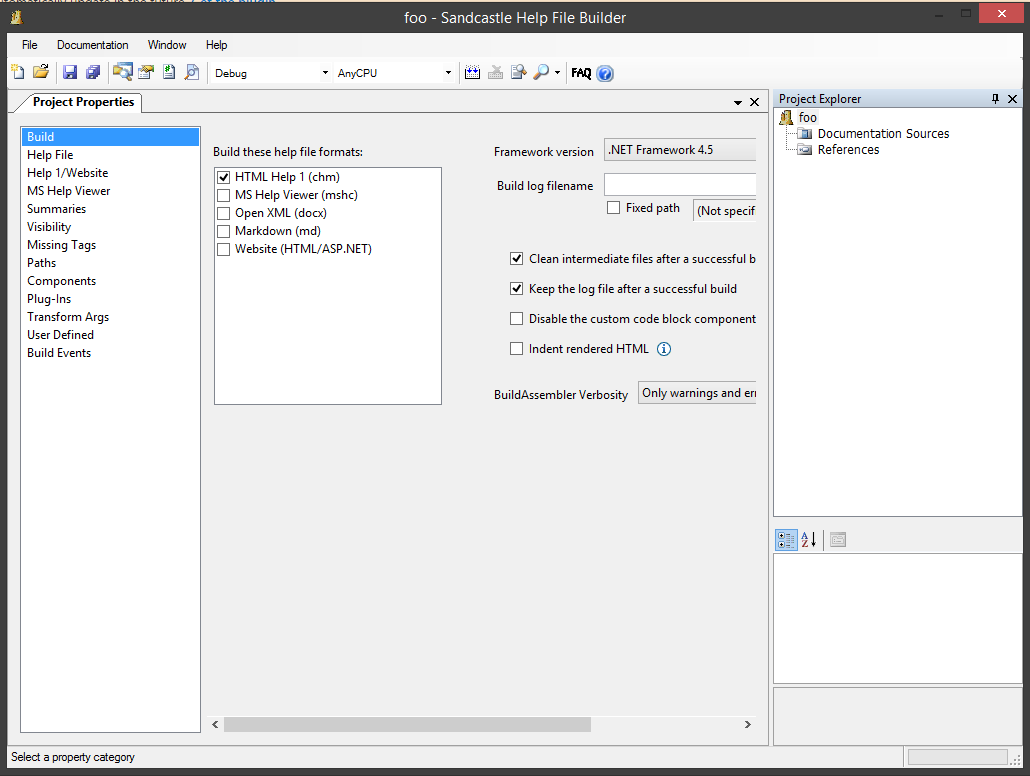 foo - Sandcastle Help File Builder
File Documentation Window Help
Debug AnyCPU FAQ
Project Properties
Build
Help File
Help 1/Website
MS Help Viewer
Summaries
Visibility
Missing Tags
Paths
Components
Plug-Ins
Transform Args
User Defined
Build Events
Build these help file formats:
HTML Help 1 (chm)
MS Help Viewer (mshc)
Open XML (docx)
Markdown (md)
Website (HTML/ASP.NET)
Framework version .NET Framework 4.5
Build log filename
Fixed path (Not specif
Clean intermediate files after a successful b
Keep the log file after a successful build
Disable the custom code block component
Indent rendered HTML
BuildAssembler Verbosity Only warnings and err
Project Explorer
foo
Documentation Sources
References
Select a property category